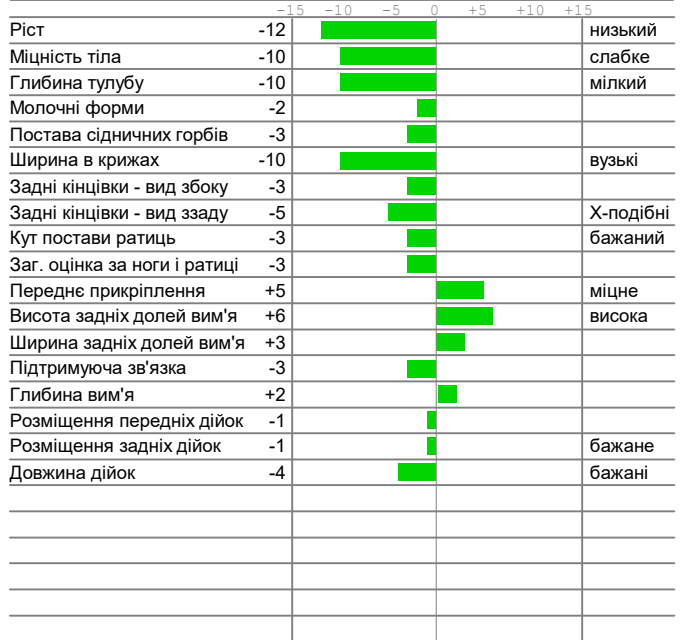 -15 -10 -5 0 +5 +10 +15
Ріст -12 низький
Міцність тіла -10 слабке
Глибина тулубу -10 мілкий
Молочні форми -2
Постава сідничних горбів -3
Ширина в крижах -10 вузькі
Задні кінцівки - вид збоку -3
Задні кінцівки - вид ззаду -5 Х-подібні
Кут постави ратиць -3 бажаний
Заг. оцінка за ноги і ратиці -3
Переднє прикріплення +5 міцне
Висота задніх долей вим'я +6 висока
Ширина задніх долей вим'я +3
Підтримуюча зв'язка -3
Глибина вим'я +2
Розміщення передніх дійок -1
Розміщення задніх дійок -1 бажане
Довжина дійок -4 бажані